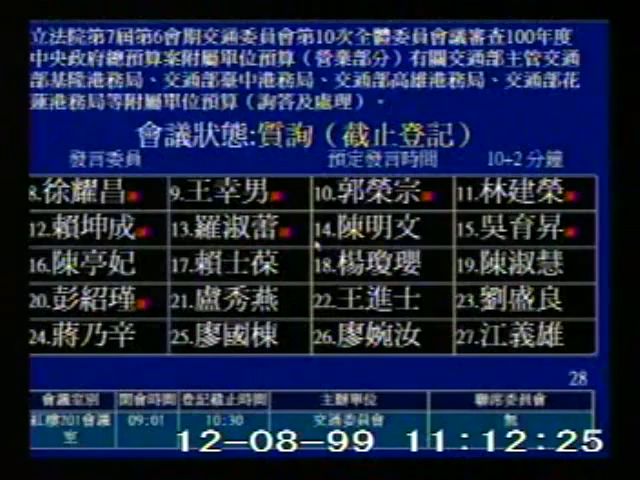 立法院第7屆第6會期交通委員會第10次全體委員會議審查100年度
中央政府總預算案附屬單位預算（營業部分）有關交通部主管交通
部基隆港務局、交通部臺中港務局、交通部高雄港務局、交通部花
蓮港務局等附屬單位預算（詢答及處理）。
會議狀態:質詢（截止登記）
發言委員 預定發言時間 10+2 分鐘
8.徐耀昌 9.王幸男 10.郭榮宗 11.林建榮
12.賴坤成 13.羅淑蕾 14.陳明文 15.吳育昇
16.陳亭妃 17.賴士葆 18.楊瓊瓔 19.陳淑慧
20.彭紹瑾 21.盧秀燕 22.王進士 23.劉盛良
24.蔣乃辛 25.廖國棟 26.廖婉汝 27.江義雄
28
會議室別 開會時間 登記截止時間 主辦單位 聯席委員會
紅樓201會議室 09:01 10:30 交通委員會 無
12-08-99 11:12:25